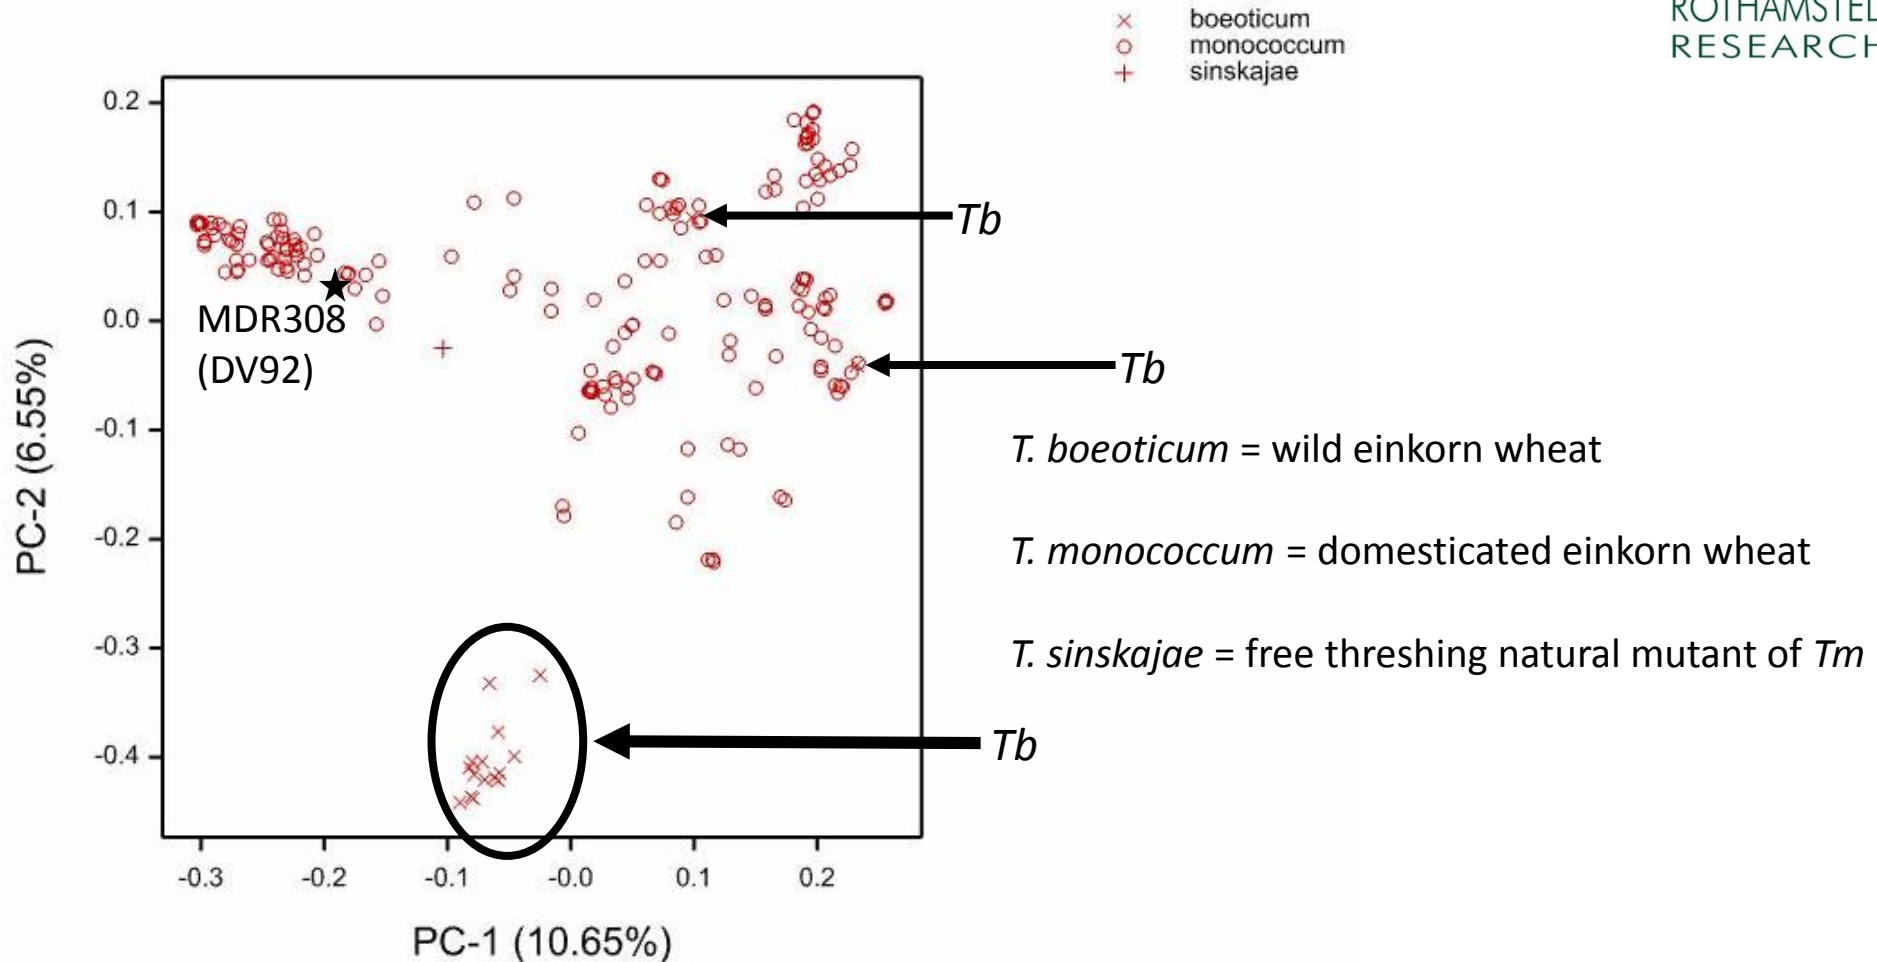 × boeoticum
○ monococcum
+ sinskajae
ROTHAMSTED
RESEARCH
0.2
0.1
0.0
-0.1
-0.2
-0.3
-0.4
PC-2 (6.55%)
Tb
MDR308
(DV92)
Tb
T. boeoticum = wild einkorn wheat
T. monococcum = domesticated einkorn wheat
T. sinskajae = free threshing natural mutant of Tm
Tb
-0.3 -0.2 -0.1 -0.0 0.1 0.2
PC-1 (10.65%)